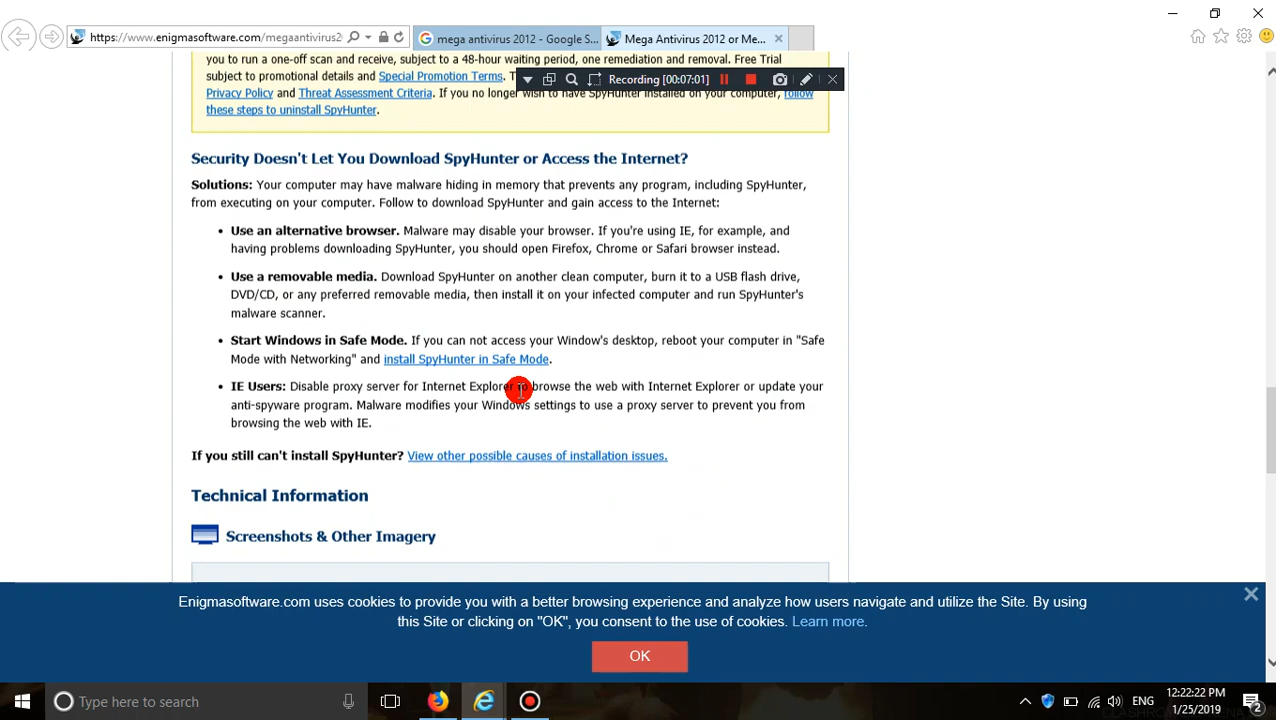 https://www.enigmasoftware.com/megaantivirus2
mega antivirus 2012 - Google S...
Mega Antivirus 2012 or Me...
you to run a one-off scan and receive, subject to a 48-hour waiting period, one remediation and removal. Free Trial
subject to promotional details and Special Promotion Terms. T
Recording [00:07:01]
Privacy Policy and Threat Assessment Criteria. If you no longer wish to have SpyHunter installed on your computer, follow
these steps to uninstall SpyHunter.
Security Doesn't Let You Download SpyHunter or Access the Internet?
Solutions: Your computer may have malware hiding in memory that prevents any program, including SpyHunter,
from executing on your computer. Follow to download SpyHunter and gain access to the Internet:
• Use an alternative browser. Malware may disable your browser. If you're using IE, for example, and
having problems downloading SpyHunter, you should open Firefox, Chrome or Safari browser instead.
• Use a removable media. Download SpyHunter on another clean computer, burn it to a USB flash drive,
DVD/CD, or any preferred removable media, then install it on your infected computer and run SpyHunter's
malware scanner.
• Start Windows in Safe Mode. If you can not access your Window's desktop, reboot your computer in "Safe
Mode with Networking" and install SpyHunter in Safe Mode.
• IE Users: Disable proxy server for Internet Explorer to browse the web with Internet Explorer or update your
anti-spyware program. Malware modifies your Windows settings to use a proxy server to prevent you from
browsing the web with IE.
If you still can't install SpyHunter? View other possible causes of installation issues.
Technical Information
Screenshots & Other Imagery
Enigmasoftware.com uses cookies to provide you with a better browsing experience and analyze how users navigate and utilize the Site. By using
this Site or clicking on "OK", you consent to the use of cookies. Learn more.
OK
Type here to search
ENG
12:22:22 PM
1/25/2019
2